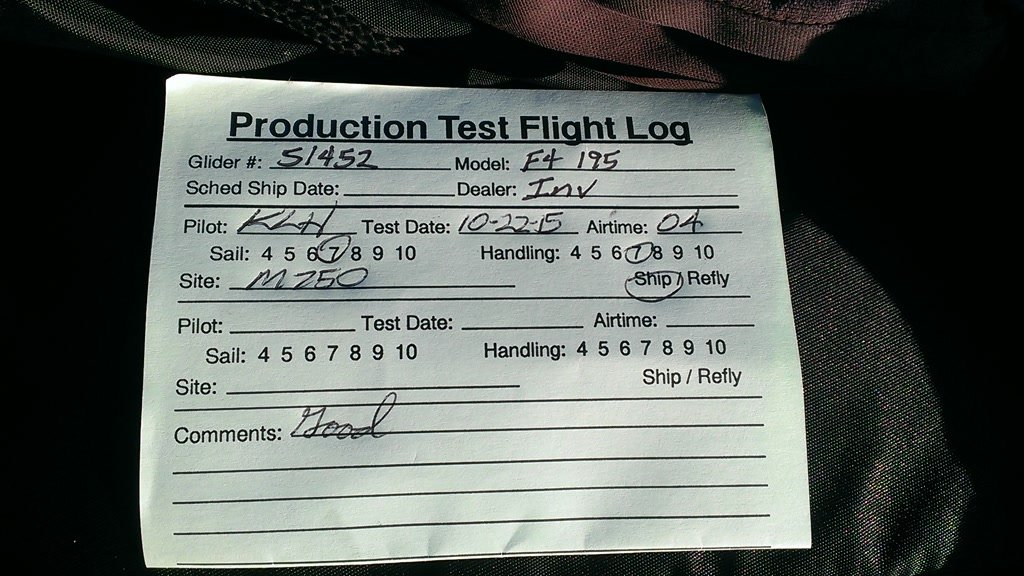 Production Test Flight Log
Glider #: 51452 Model: F4 195
Sched Ship Date: Dealer: Inv
Pilot: KLH Test Date: 10-22-15 Airtime: 04
Sail: 4 5 6 7 8 9 10 Handling: 4 5 6 7 8 9 10
Site: M750 Ship / Refly
Pilot: Test Date: Airtime:
Sail: 4 5 6 7 8 9 10 Handling: 4 5 6 7 8 9 10
Site: Ship / Refly
Comments: Good